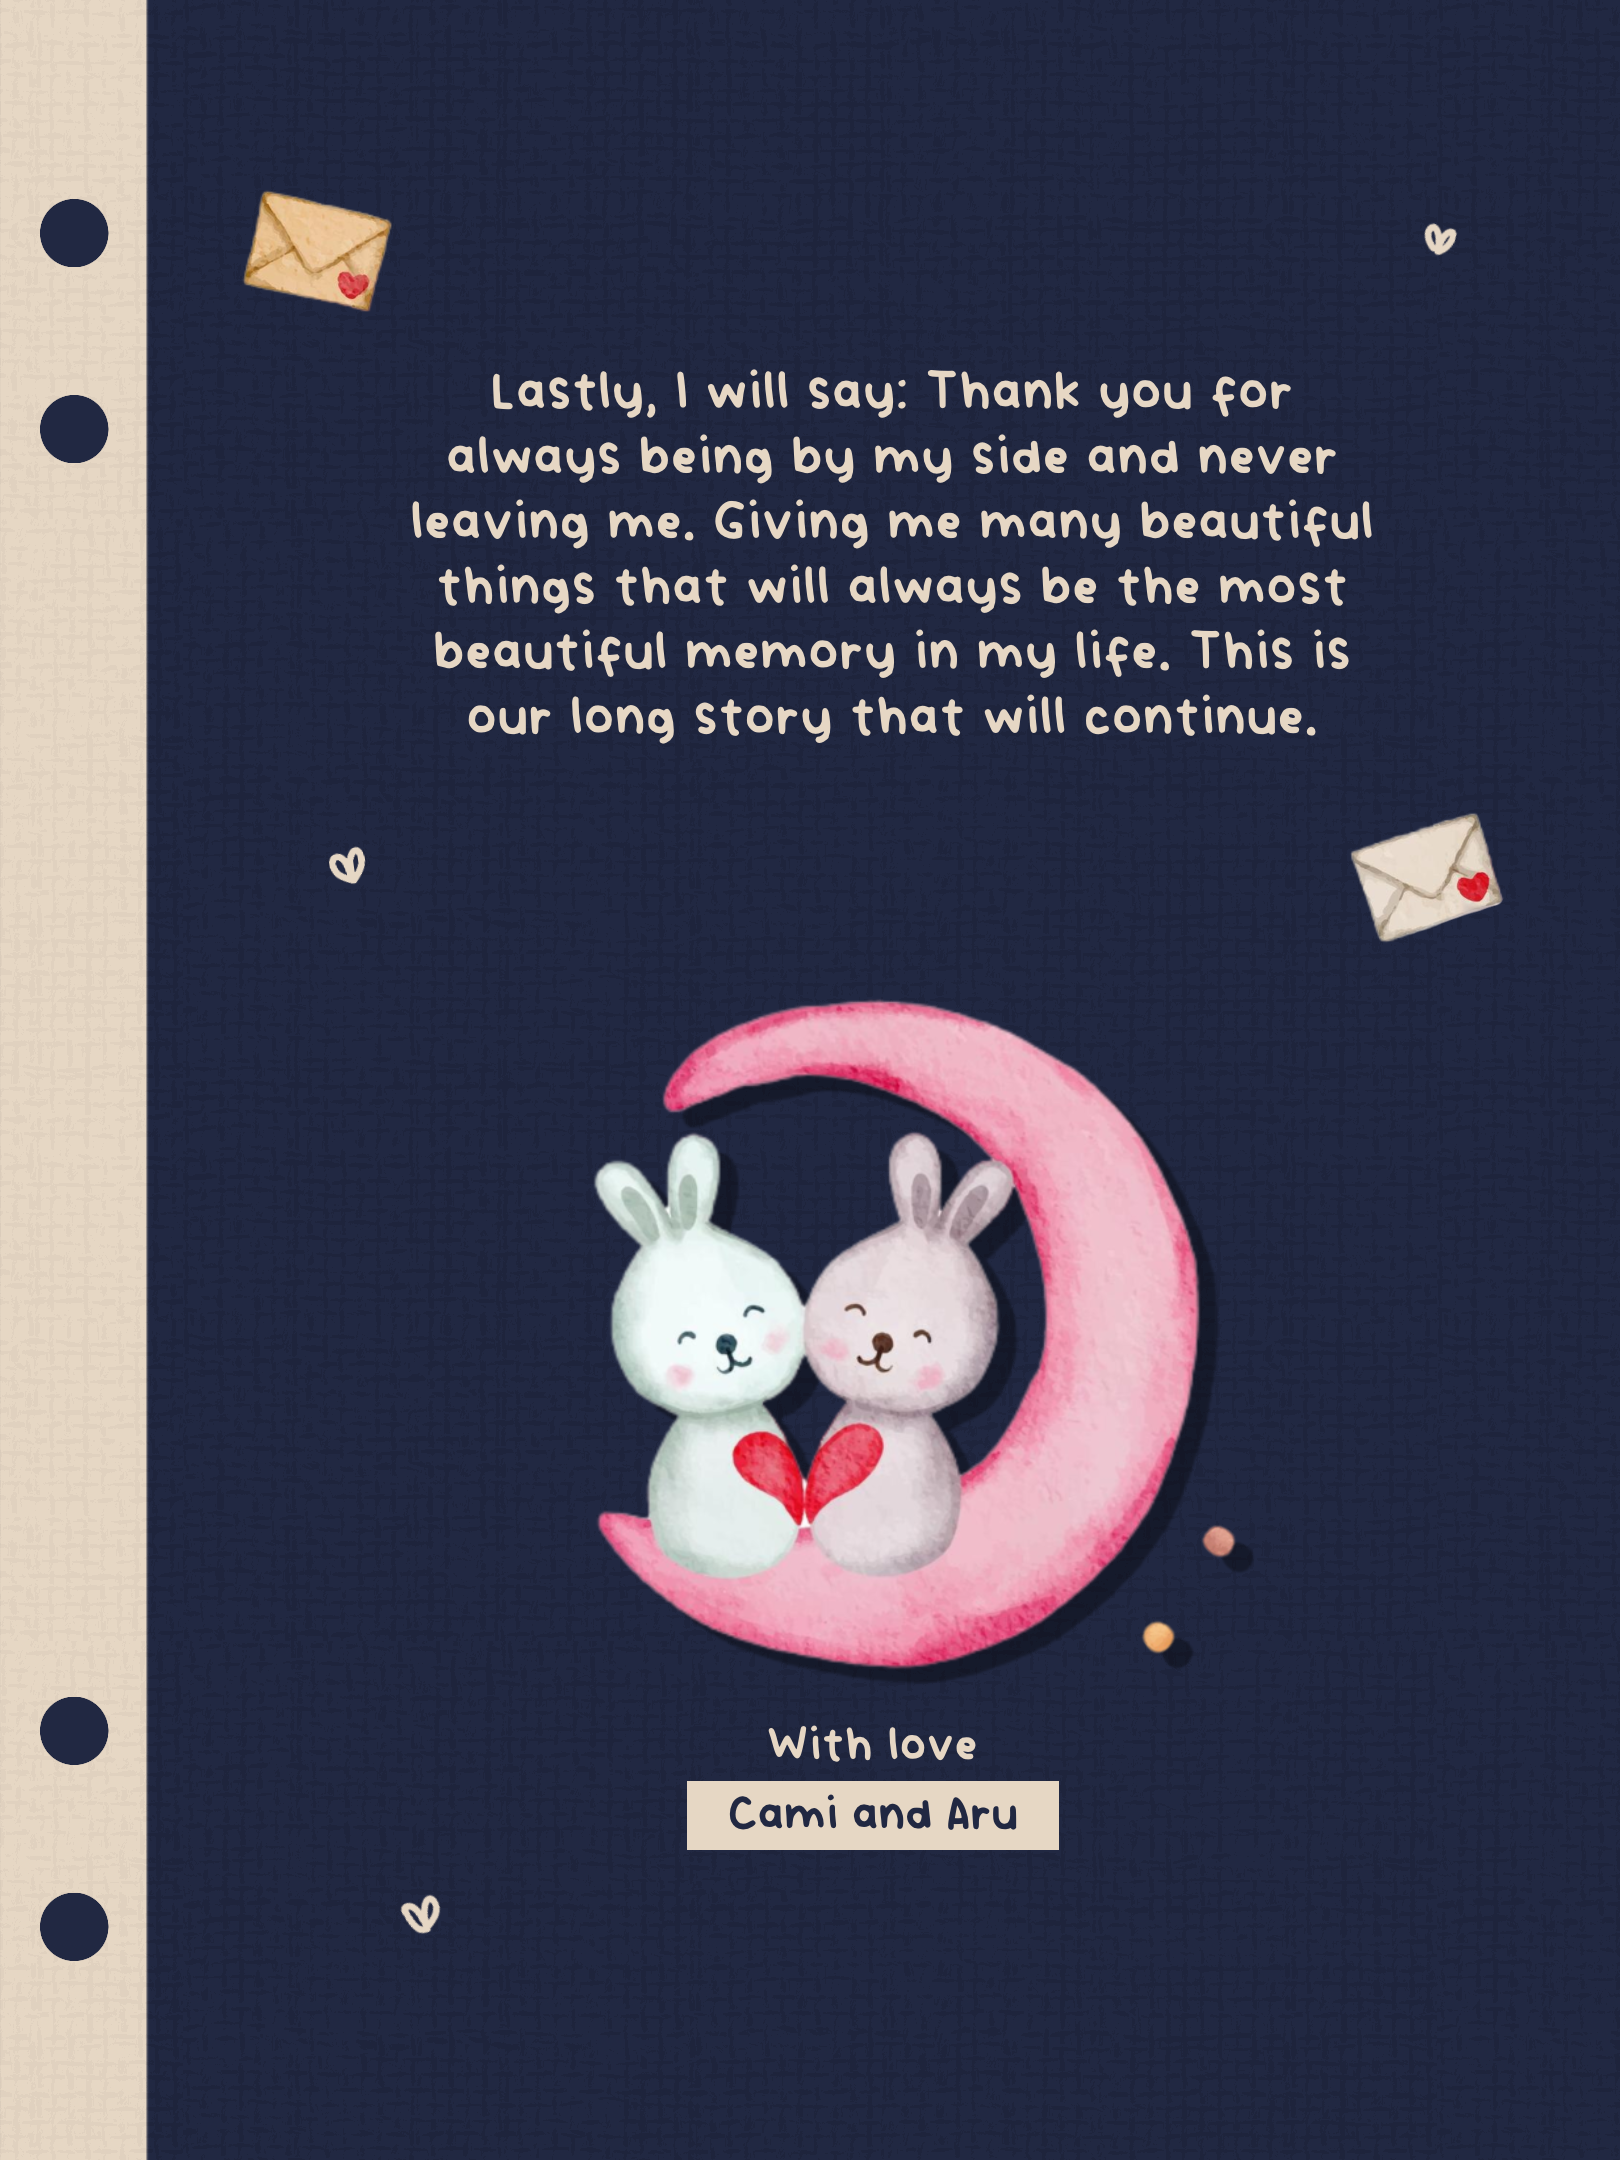 Lastly, I will say: Thank you for
always being by my side and never
leaving me. Giving me many beautiful
things that will always be the most
beautiful memory in my life. This is
our long story that will continue.
With love
Cami and Aru